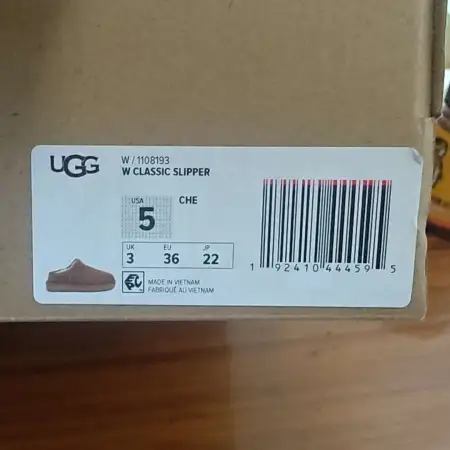 UGG
W / 1108193
W CLASSIC SLIPPER
USA
5
CHE
UK EU JP
3 36 22
MADE IN VIETNAM
FABRIQUÉ AU VIETNAM
1 92410 44459 5